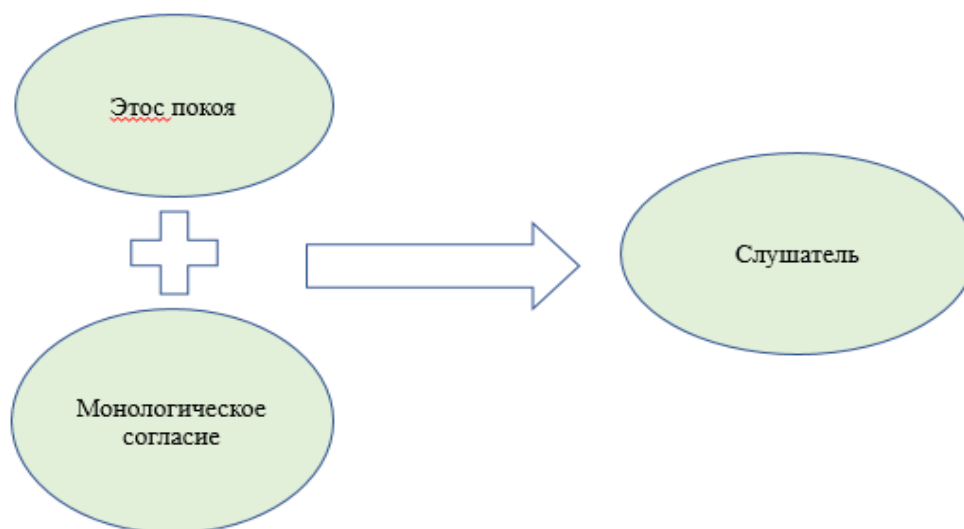 Этос покоя
Слушатель
Монологическое
согласие